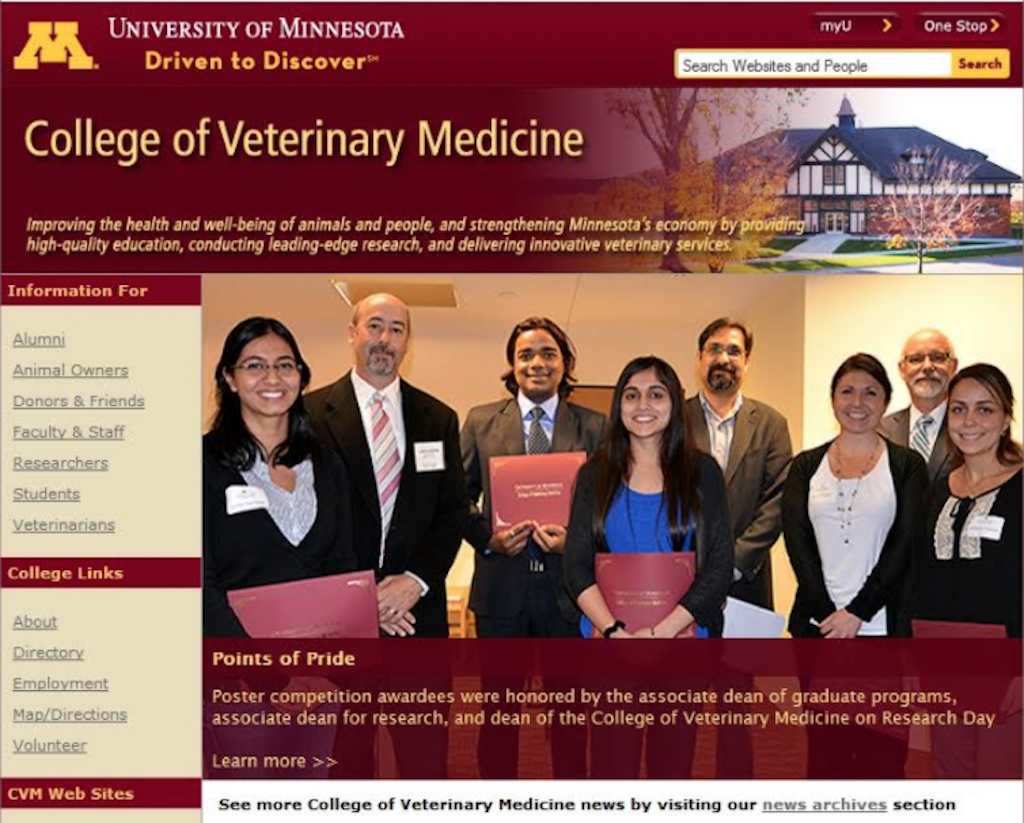 UNIVERSITY OF MINNESOTA
Driven to Discover℠
myU
One Stop
Search Websites and People
Search
College of Veterinary Medicine
Improving the health and well-being of animals and people, and strengthening Minnesota's economy by providing
high-quality education, conducting leading-edge research, and delivering innovative veterinary services.
Information For
Alumni
Animal Owners
Donors & Friends
Faculty & Staff
Researchers
Students
Veterinarians
College Links
About
Directory
Employment
Map/Directions
Volunteer
CVM Web Sites
Points of Pride
Poster competition awardees were honored by the associate dean of graduate programs,
associate dean for research, and dean of the College of Veterinary Medicine on Research Day
Learn more >>
See more College of Veterinary Medicine news by visiting our news archives section